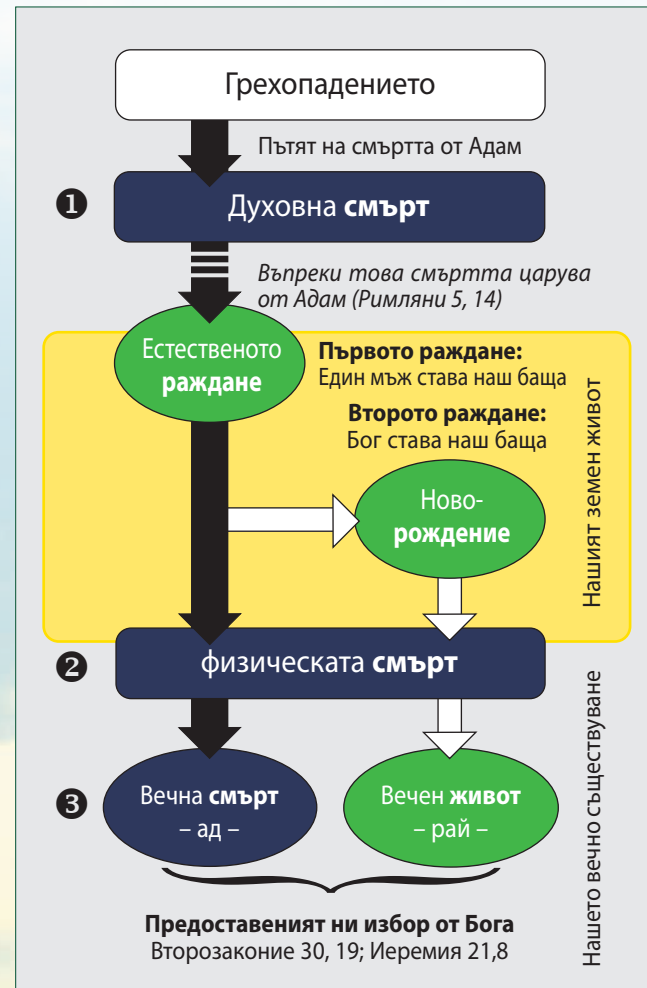 Грехопадението
Пътят на смъртта от Адам
❶
Духовна смърт
Въпреки това смъртта царува
от Адам (Римляни 5, 14)
Естественото
раждане
Първото раждане:
Един мъж става наш баща
Второто раждане:
Бог става наш баща
Ново-
рождение
Нашият земен живот
❷
физическата смърт
❸
Вечна смърт
– ад –
Вечен живот
– рай –
Нашето вечно съществуване
Предоставеният ни избор от Бога
Второзаконие 30, 19; Иеремия 21,8